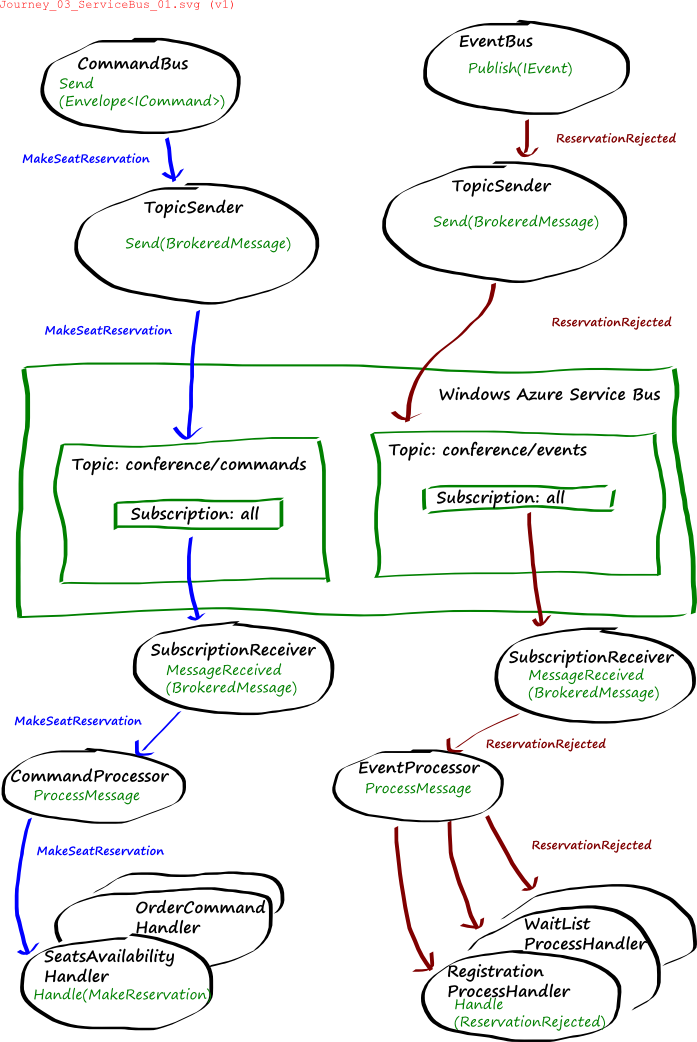 Journey_03_ServiceBus_01.svg (v1)
CommandBus
Send
(Envelope<ICommand>)
EventBus
Publish(IEvent)
MakeSeatReservation
ReservationRejected
TopicSender
Send(BrokeredMessage)
TopicSender
Send(BrokeredMessage)
MakeSeatReservation
ReservationRejected
Windows Azure Service Bus
Topic: conference/commands
Subscription: all
Topic: conference/events
Subscription: all
SubscriptionReceiver
MessageReceived
(BrokeredMessage)
SubscriptionReceiver
MessageReceived
(BrokeredMessage)
MakeSeatReservation
ReservationRejected
CommandProcessor
ProcessMessage
EventProcessor
ProcessMessage
MakeSeatReservation
ReservationRejected
OrderCommand
Handler
SeatsAvailability
Handler
Handle(MakeReservation)
WaitList
ProcessHandler
Registration
ProcessHandler
Handle
(ReservationRejected)